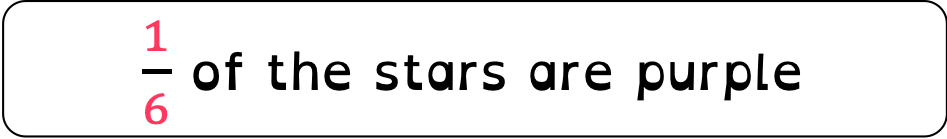 1/6 of the stars are purple